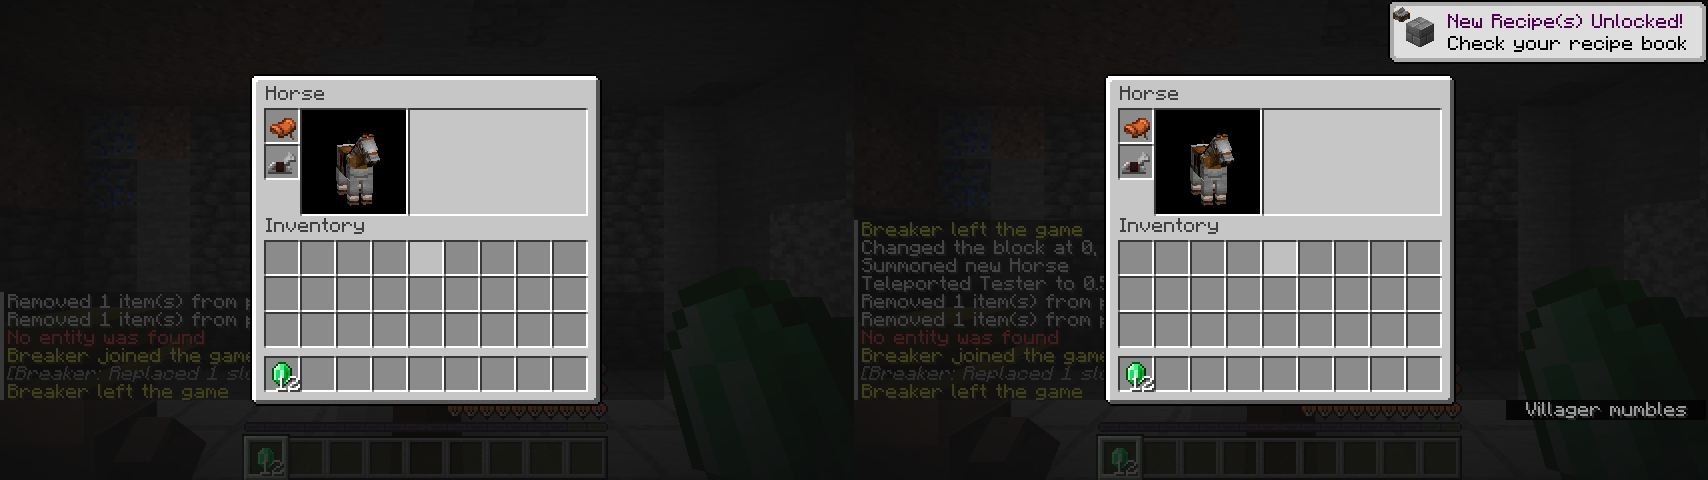 Horse
Inventory
Removed 1 item(s) from
Removed 1 item(s) from
No entity was found
Breaker joined the game
[Breaker: Replaced 1 slo
Breaker left the game
12
12
New Recipe(s) Unlocked!
Check your recipe book
Horse
Inventory
Breaker left the game
Changed the block at 0,
Summoned new Horse
Teleported Tester to 0.5
Removed 1 item(s) from
Removed 1 item(s) from
No entity was found
Breaker joined the game
[Breaker: Replaced 1 slo
Breaker left the game
12
Villager mumbles
12